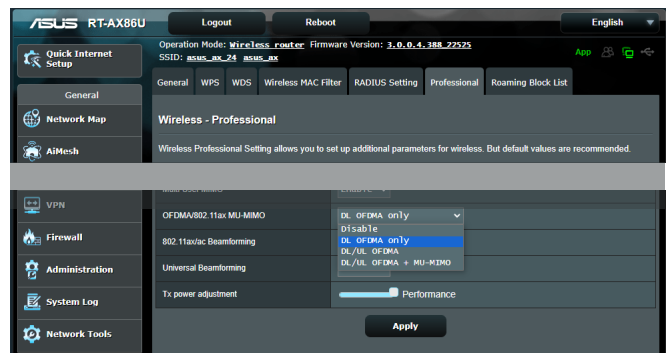 ASUS RT-AX86U Logout Reboot English
Quick Internet Setup
Operation Mode: Wireless router Firmware Version: 3.0.0.4.388_22525
SSID: asus_ax_24 asus_ax
App
General WPS WDS Wireless MAC Filter RADIUS Setting Professional Roaming Block List
General
Network Map
AiMesh
Wireless - Professional
Wireless Professional Setting allows you to set up additional parameters for wireless. But default values are recommended.
VPN
Firewall
Administration
System Log
Network Tools
OFDMA/802.11ax MU-MIMO DL OFDMA only
Disable
DL OFDMA only
DL/UL OFDMA
DL/UL OFDMA + MU-MIMO
802.11ax/ac Beamforming
Universal Beamforming
Tx power adjustment Performance
Apply